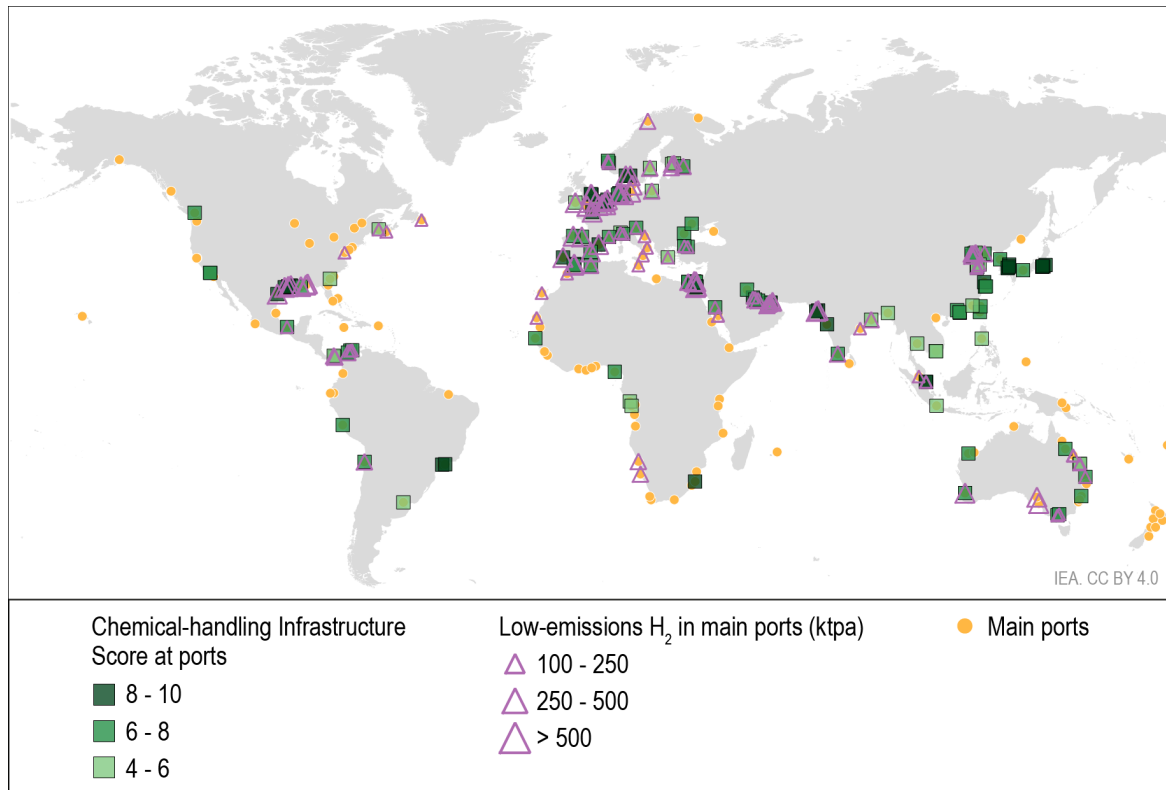 IEA. CC BY 4.0
Chemical-handling Infrastructure
Score at ports
8 - 10
6 - 8
4 - 6
Low-emissions H₂ in main ports (ktpa)
100 - 250
250 - 500
> 500
Main ports